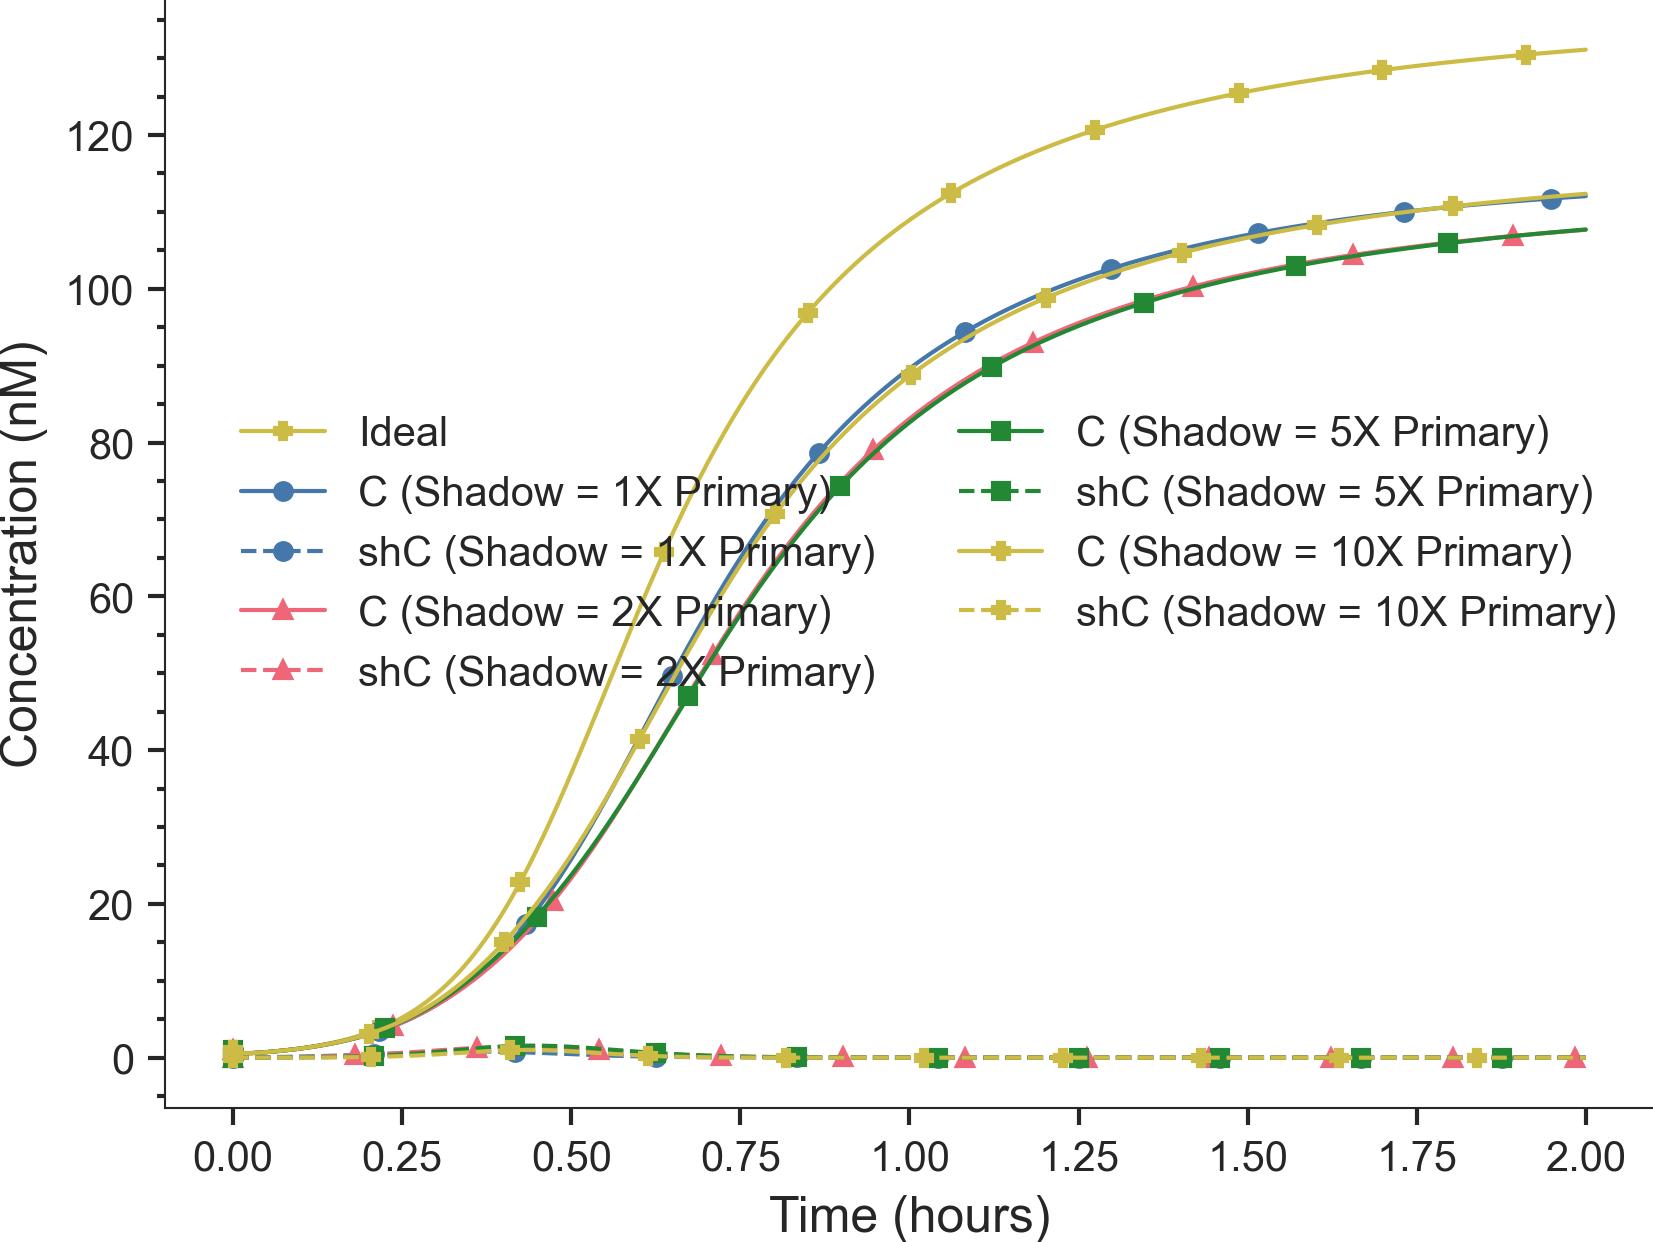 120
100
80
60
40
20
0
Concentration (nM)
Ideal
C (Shadow = 1X Primary)
shC (Shadow = 1X Primary)
C (Shadow = 2X Primary)
shC (Shadow = 2X Primary)
C (Shadow = 5X Primary)
shC (Shadow = 5X Primary)
C (Shadow = 10X Primary)
shC (Shadow = 10X Primary)
0.00 0.25 0.50 0.75 1.00 1.25 1.50 1.75 2.00
Time (hours)